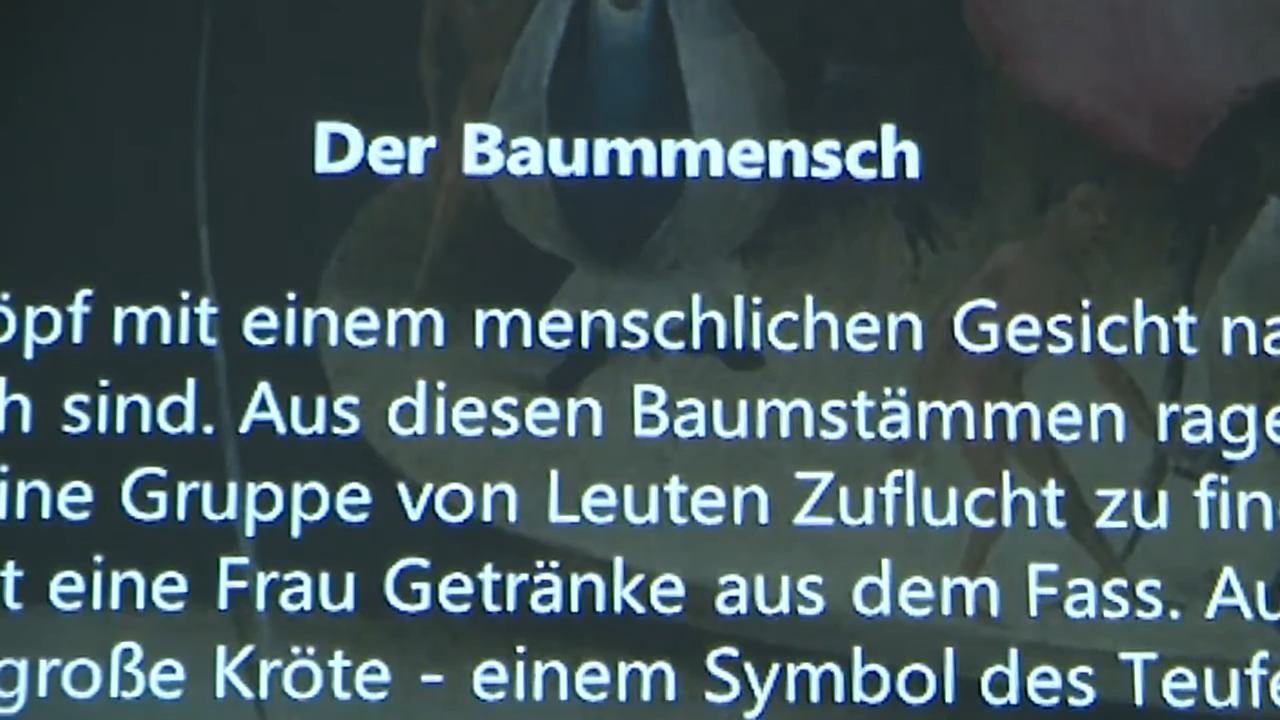 Der Baummensch
öpf mit einem menschlichen Gesicht na
h sind. Aus diesen Baumstämmen rage
ine Gruppe von Leuten Zuflucht zu fin
t eine Frau Getränke aus dem Fass. Au
große Kröte - einem Symbol des Teufe